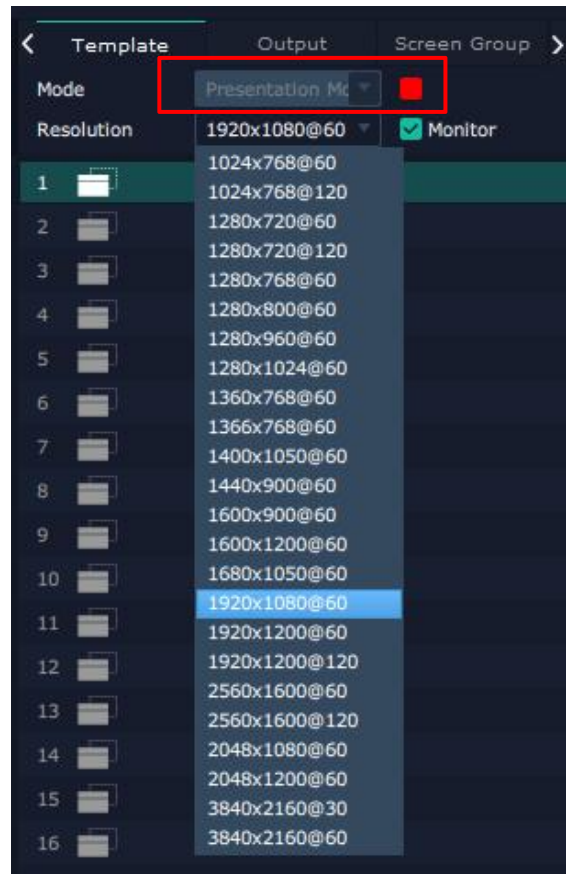 Template Output Screen Group
Mode Presentation Mo
Resolution 1920x1080@60 Monitor
1024x768@60
1
1024x768@120
2 1280x720@60
1280x720@120
3 1280x768@60
4 1280x800@60
1280x960@60
5 1280x1024@60
6 1360x768@60
1366x768@60
7 1400x1050@60
8 1440x900@60
1600x900@60
9 1600x1200@60
10 1680x1050@60
1920x1080@60
11 1920x1200@60
12 1920x1200@120
2560x1600@60
13 2560x1600@120
14 2048x1080@60
2048x1200@60
15 3840x2160@30
16 3840x2160@60